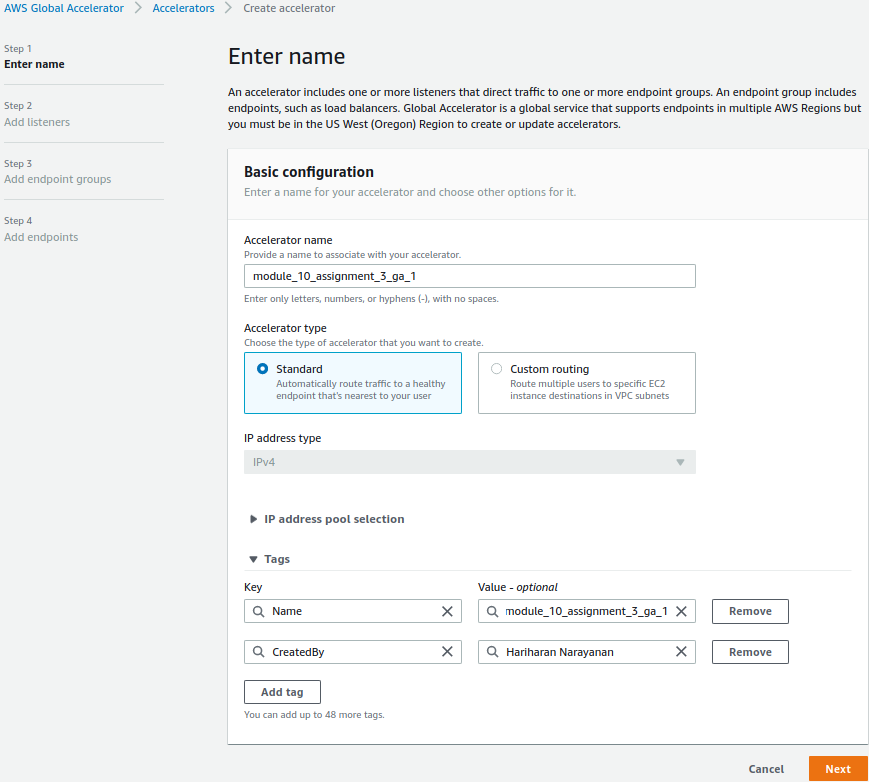 AWS Global Accelerator > Accelerators > Create accelerator
Step 1
Enter name
Step 2
Add listeners
Step 3
Add endpoint groups
Step 4
Add endpoints
Enter name
An accelerator includes one or more listeners that direct traffic to one or more endpoint groups. An endpoint group includes
endpoints, such as load balancers. Global Accelerator is a global service that supports endpoints in multiple AWS Regions but
you must be in the US West (Oregon) Region to create or update accelerators.
Basic configuration
Enter a name for your accelerator and choose other options for it.
Accelerator name
Provide a name to associate with your accelerator.
module_10_assignment_3_ga_1
Enter only letters, numbers, or hyphens (-), with no spaces.
Accelerator type
Choose the type of accelerator that you want to create.
Standard
Automatically route traffic to a healthy
endpoint that's nearest to your user
Custom routing
Route multiple users to specific EC2
instance destinations in VPC subnets
IP address type
IPv4
IP address pool selection
Tags
Key
Value - optional
Name
module_10_assignment_3_ga_1
Remove
CreatedBy
Hariharan Narayanan
Remove
Add tag
You can add up to 48 more tags.
Cancel
Next